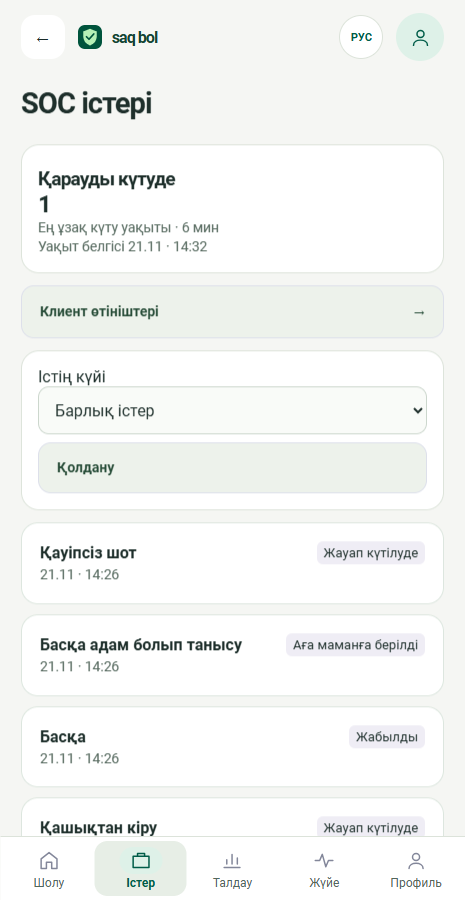 ←
saq bol
РУС
SOC істері
Қарауды күтуде
1
Ең ұзақ күту уақыты · 6 мин
Уақыт белгісі 21.11 · 14:32
Клиент өтініштері →
Істің күйі
Барлық істер
Қолдану
Қауіпсіз шот
Жауап күтілуде
21.11 · 14:26
Басқа адам болып танысу
Аға маманға берілді
21.11 · 14:26
Басқа
Жабылды
21.11 · 14:26
Қашықтан кіру
Жауап күтілуде
Шолу
Істер
Талдау
Жүйе
Профиль